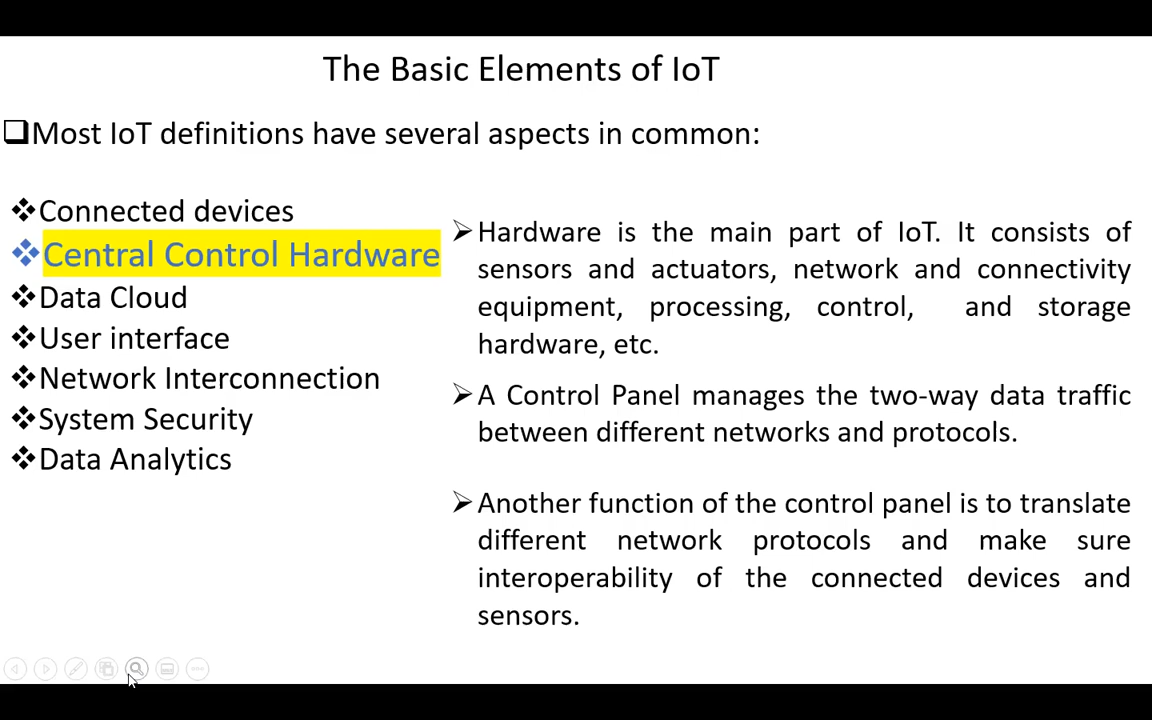 The Basic Elements of IoT
Most IoT definitions have several aspects in common:
Connected devices
Central Control Hardware
Data Cloud
User interface
Network Interconnection
System Security
Data Analytics
Hardware is the main part of IoT. It consists of
sensors and actuators, network and connectivity
equipment, processing, control, and storage
hardware, etc.
A Control Panel manages the two-way data traffic
between different networks and protocols.
Another function of the control panel is to translate
different network protocols and make sure
interoperability of the connected devices and
sensors.